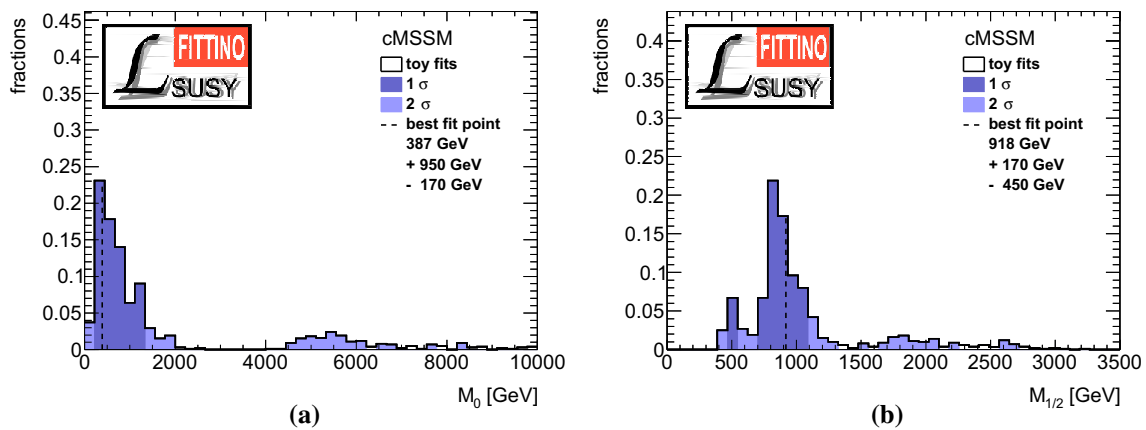 fractions
0.45
0.4
0.35
0.3
0.25
0.2
0.15
0.1
0.05
0
FITTINO
SUSY
cMSSM
toy fits
1 σ
2 σ
best fit point
387 GeV
+ 950 GeV
- 170 GeV
0 2000 4000 6000 8000 10000
M0 [GeV]
(a)
fractions
0.4
0.35
0.3
0.25
0.2
0.15
0.1
0.05
0
FITTINO
SUSY
cMSSM
toy fits
1 σ
2 σ
best fit point
918 GeV
+ 170 GeV
- 450 GeV
0 500 1000 1500 2000 2500 3000 3500
M1/2 [GeV]
(b)